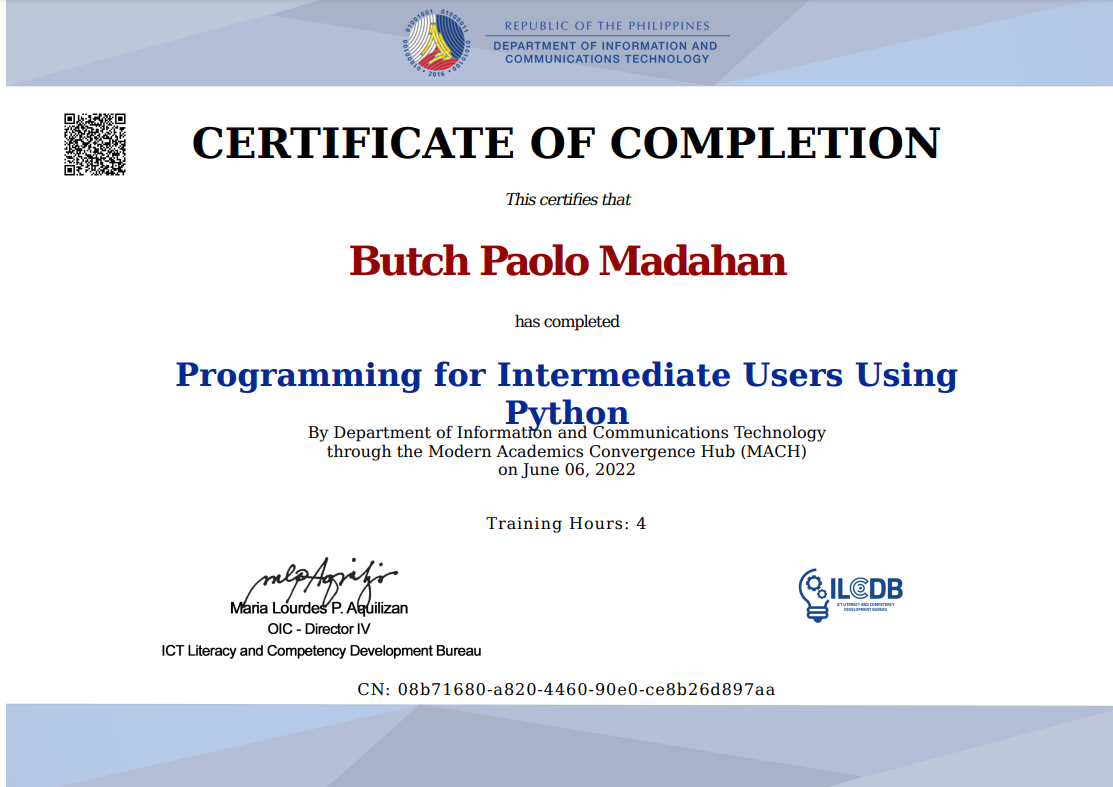 REPUBLIC OF THE PHILIPPINES
DEPARTMENT OF INFORMATION AND
COMMUNICATIONS TECHNOLOGY
2016
CERTIFICATE OF COMPLETION
This certifies that
Butch Paolo Madahan
has completed
Programming for Intermediate Users Using
Python
By Department of Information and Communications Technology
through the Modern Academics Convergence Hub (MACH)
on June 06, 2022
Training Hours: 4
Maria Lourdes P. Aquilizan
OIC - Director IV
ICT Literacy and Competency Development Bureau
ILCDB
ICT LITERACY AND COMPETENCY
DEVELOPMENT BUREAU
CN: 08b71680-a820-4460-90e0-ce8b26d897aa